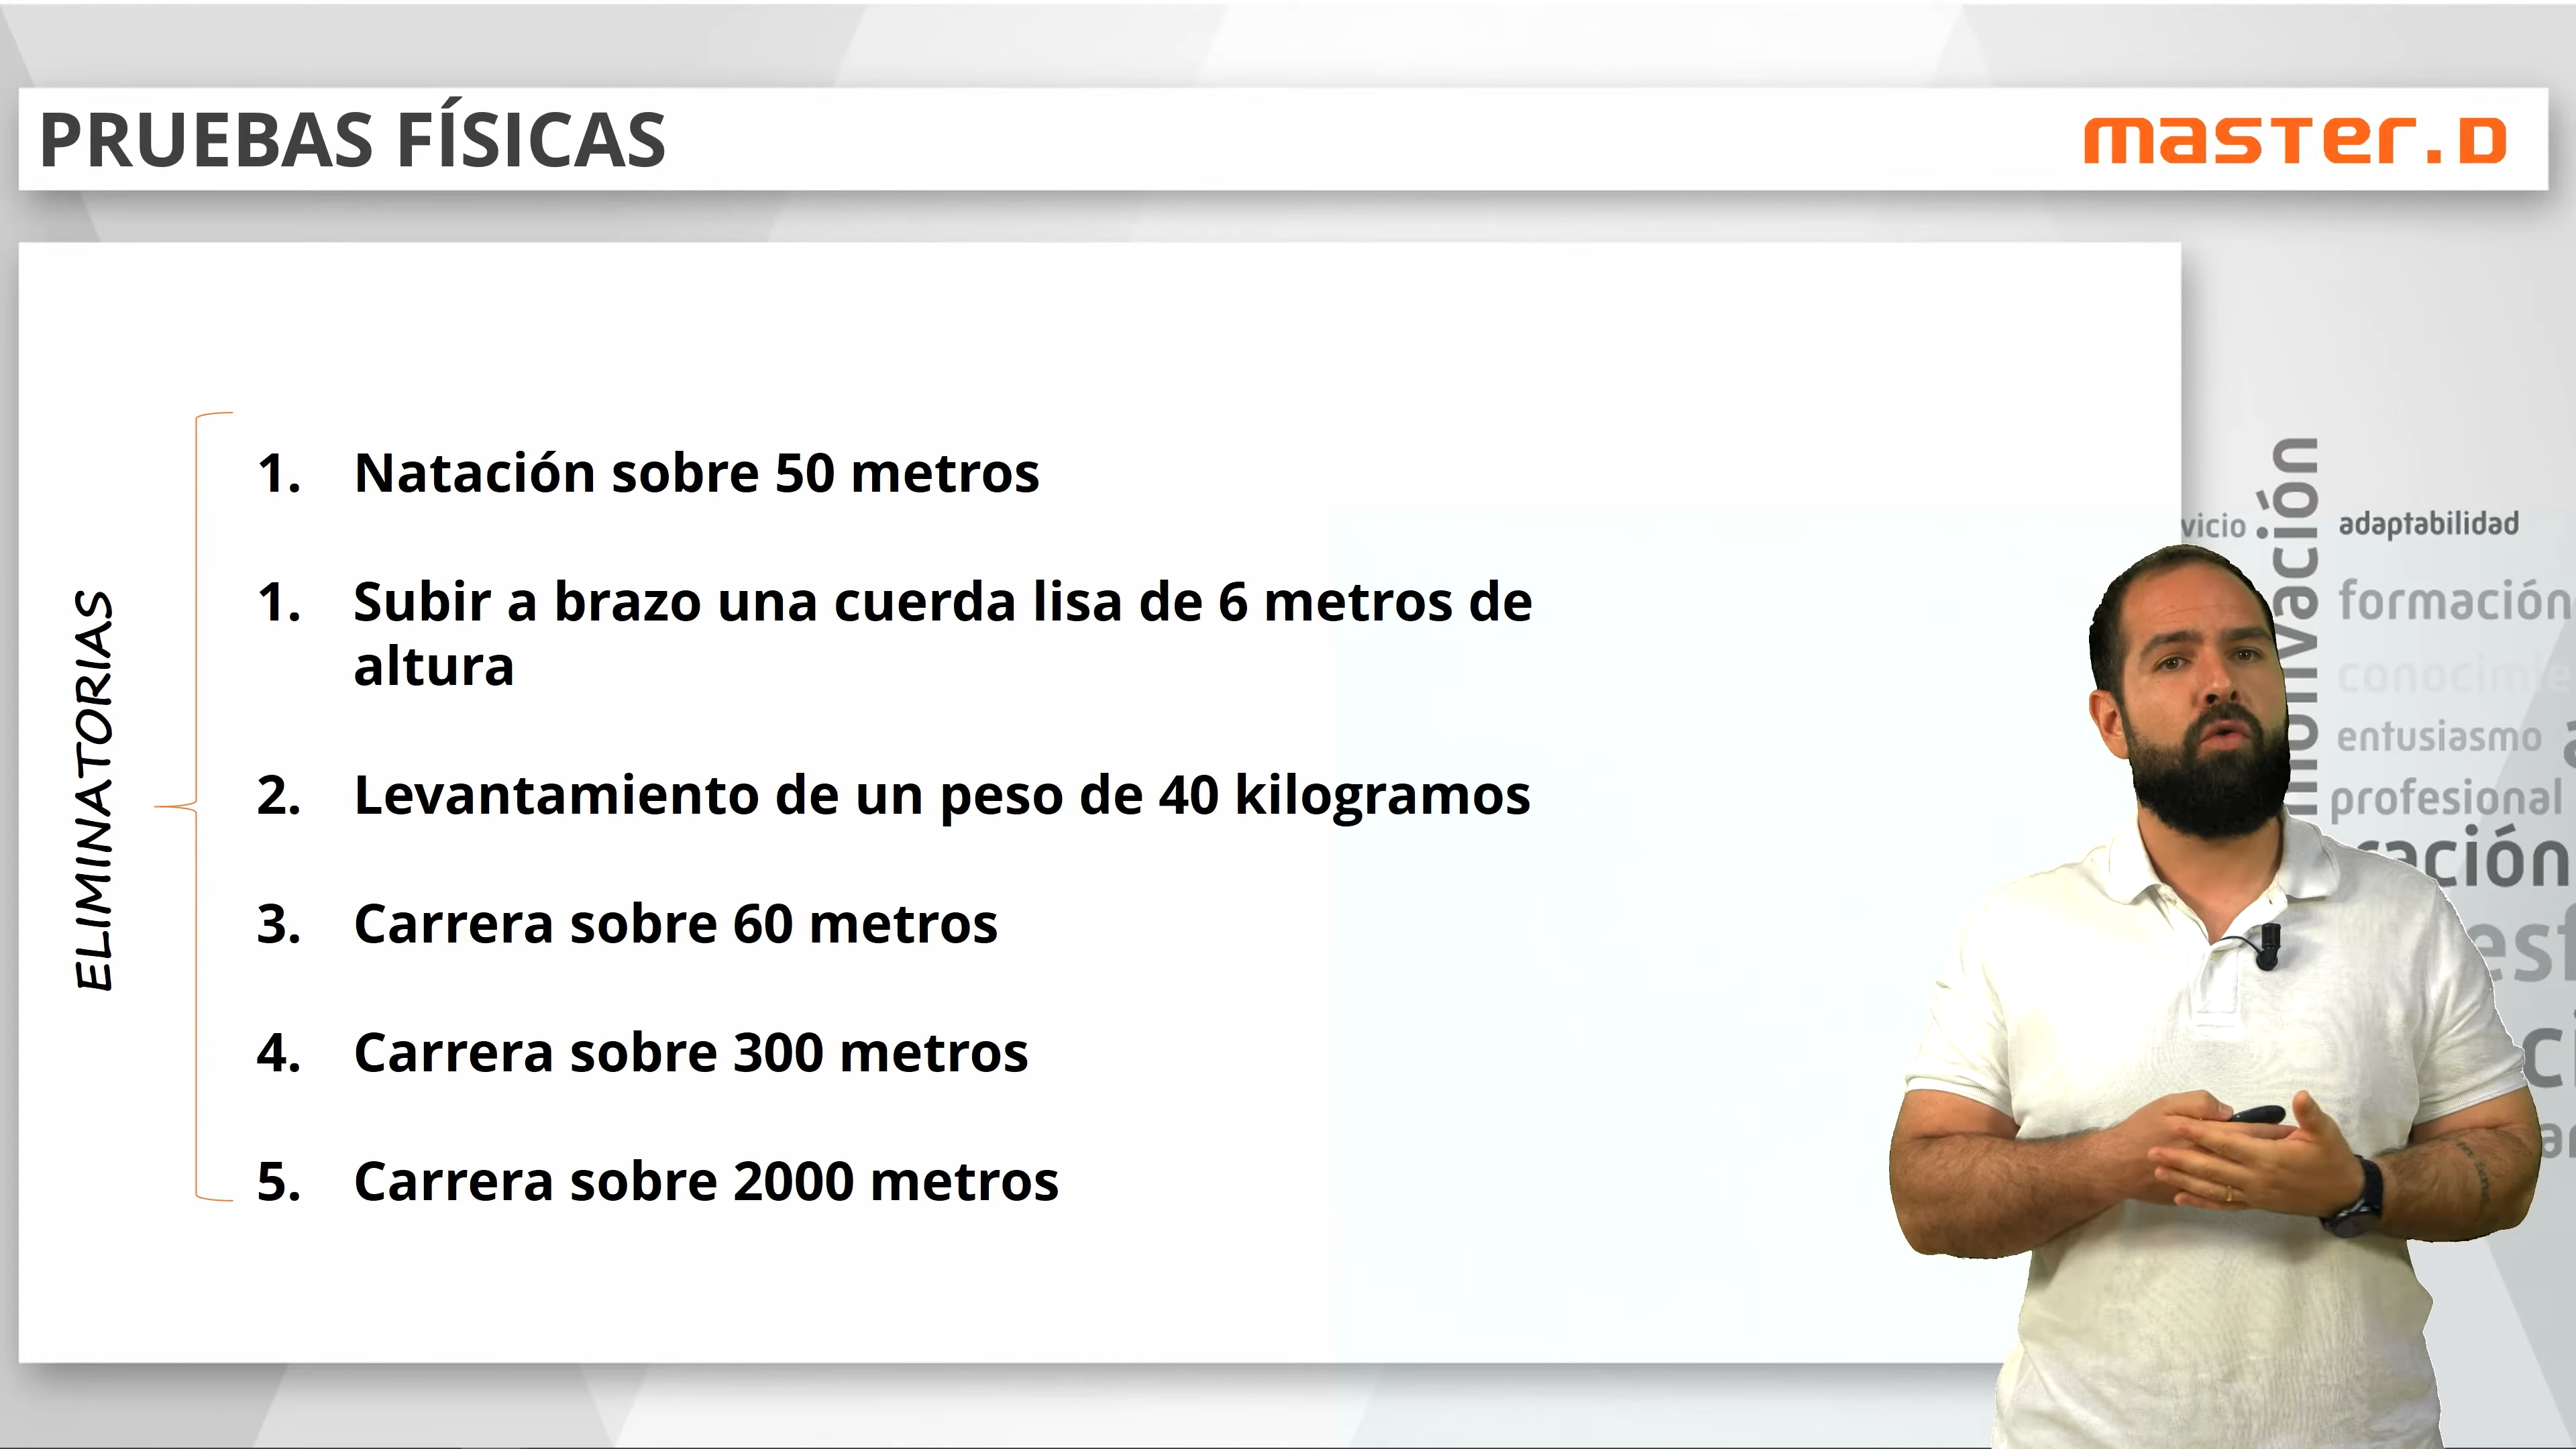 PRUEBAS FÍSICAS
master.D
ELIMINATORIAS
1. Natación sobre 50 metros
1. Subir a brazo una cuerda lisa de 6 metros de
altura
2. Levantamiento de un peso de 40 kilogramos
3. Carrera sobre 60 metros
4. Carrera sobre 300 metros
5. Carrera sobre 2000 metros
vicio
motivación
adaptabilidad
formación
entusiasmo
profesional